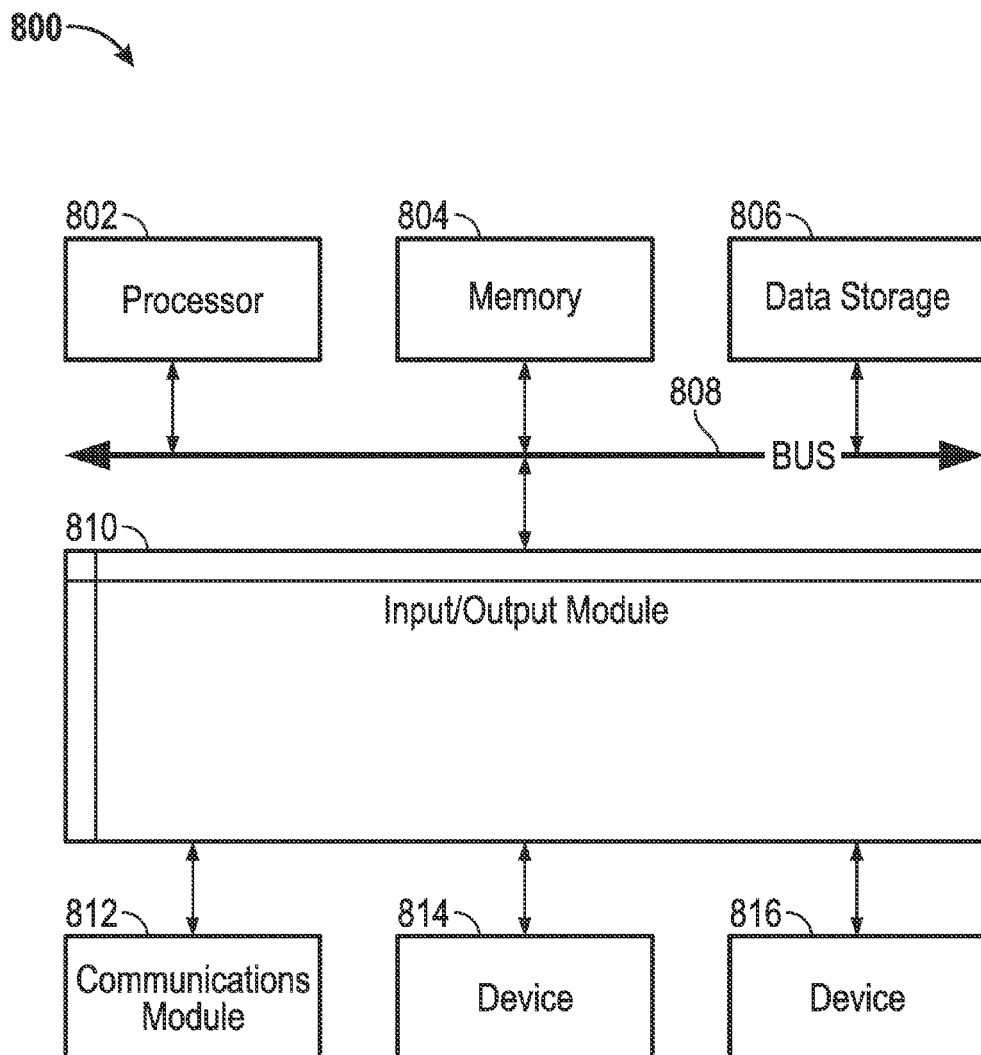 800
802
804
806
Processor
Memory
Data Storage
808
BUS
810
Input/Output Module
812
814
816
Communications
Module
Device
Device